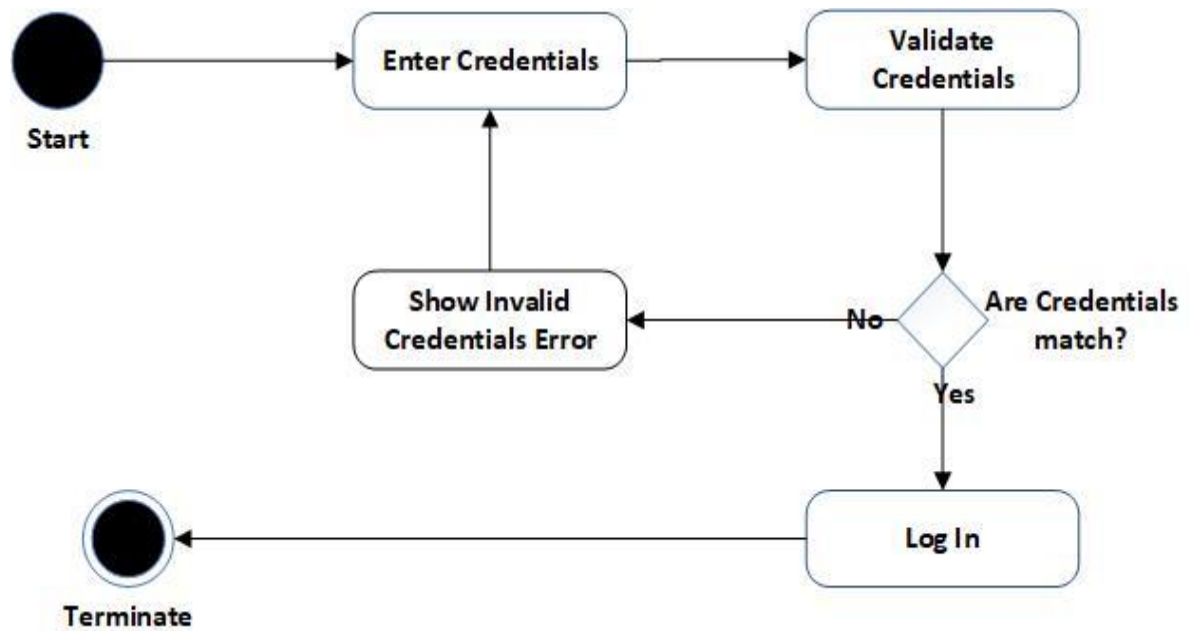 Enter Credentials
Validate
Credentials
Start
Show Invalid
Credentials Error
No
Are Credentials
match?
Yes
Log In
Terminate